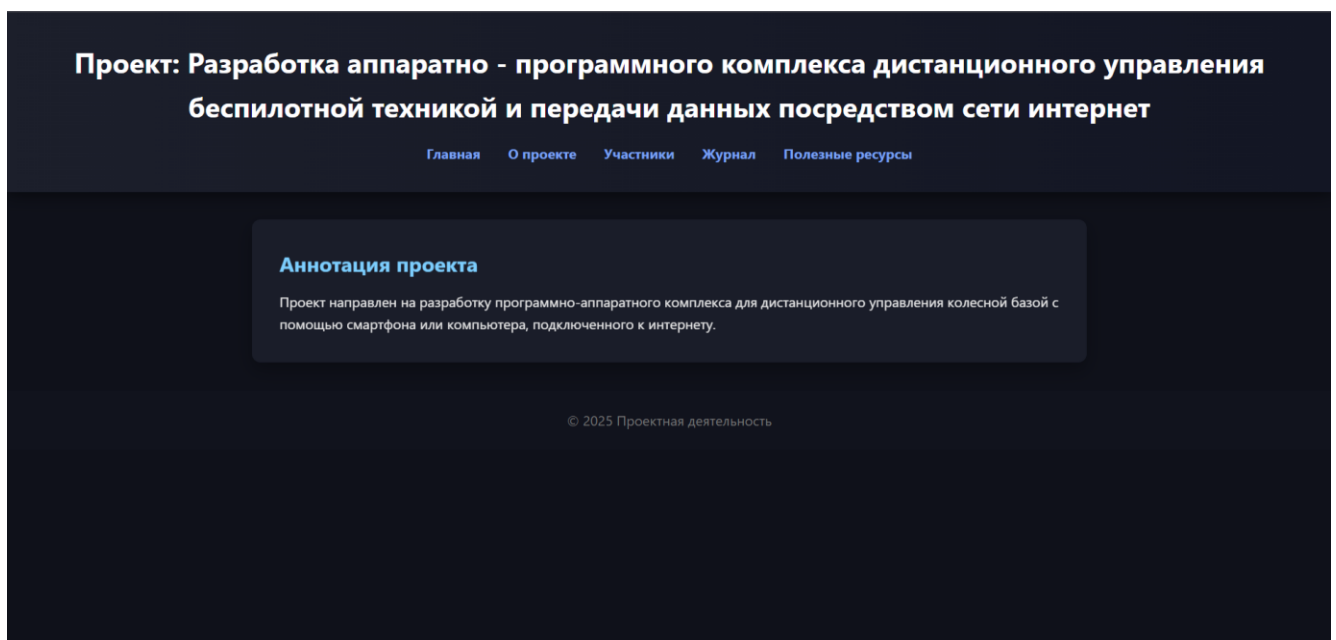 Проект: Разработка аппаратно - программного комплекса дистанционного управления
беспилотной техникой и передачи данных посредством сети интернет
Главная О проекте Участники Журнал Полезные ресурсы
Аннотация проекта
Проект направлен на разработку программно-аппаратного комплекса для дистанционного управления колесной базой с
помощью смартфона или компьютера, подключенного к интернету.
© 2025 Проектная деятельность